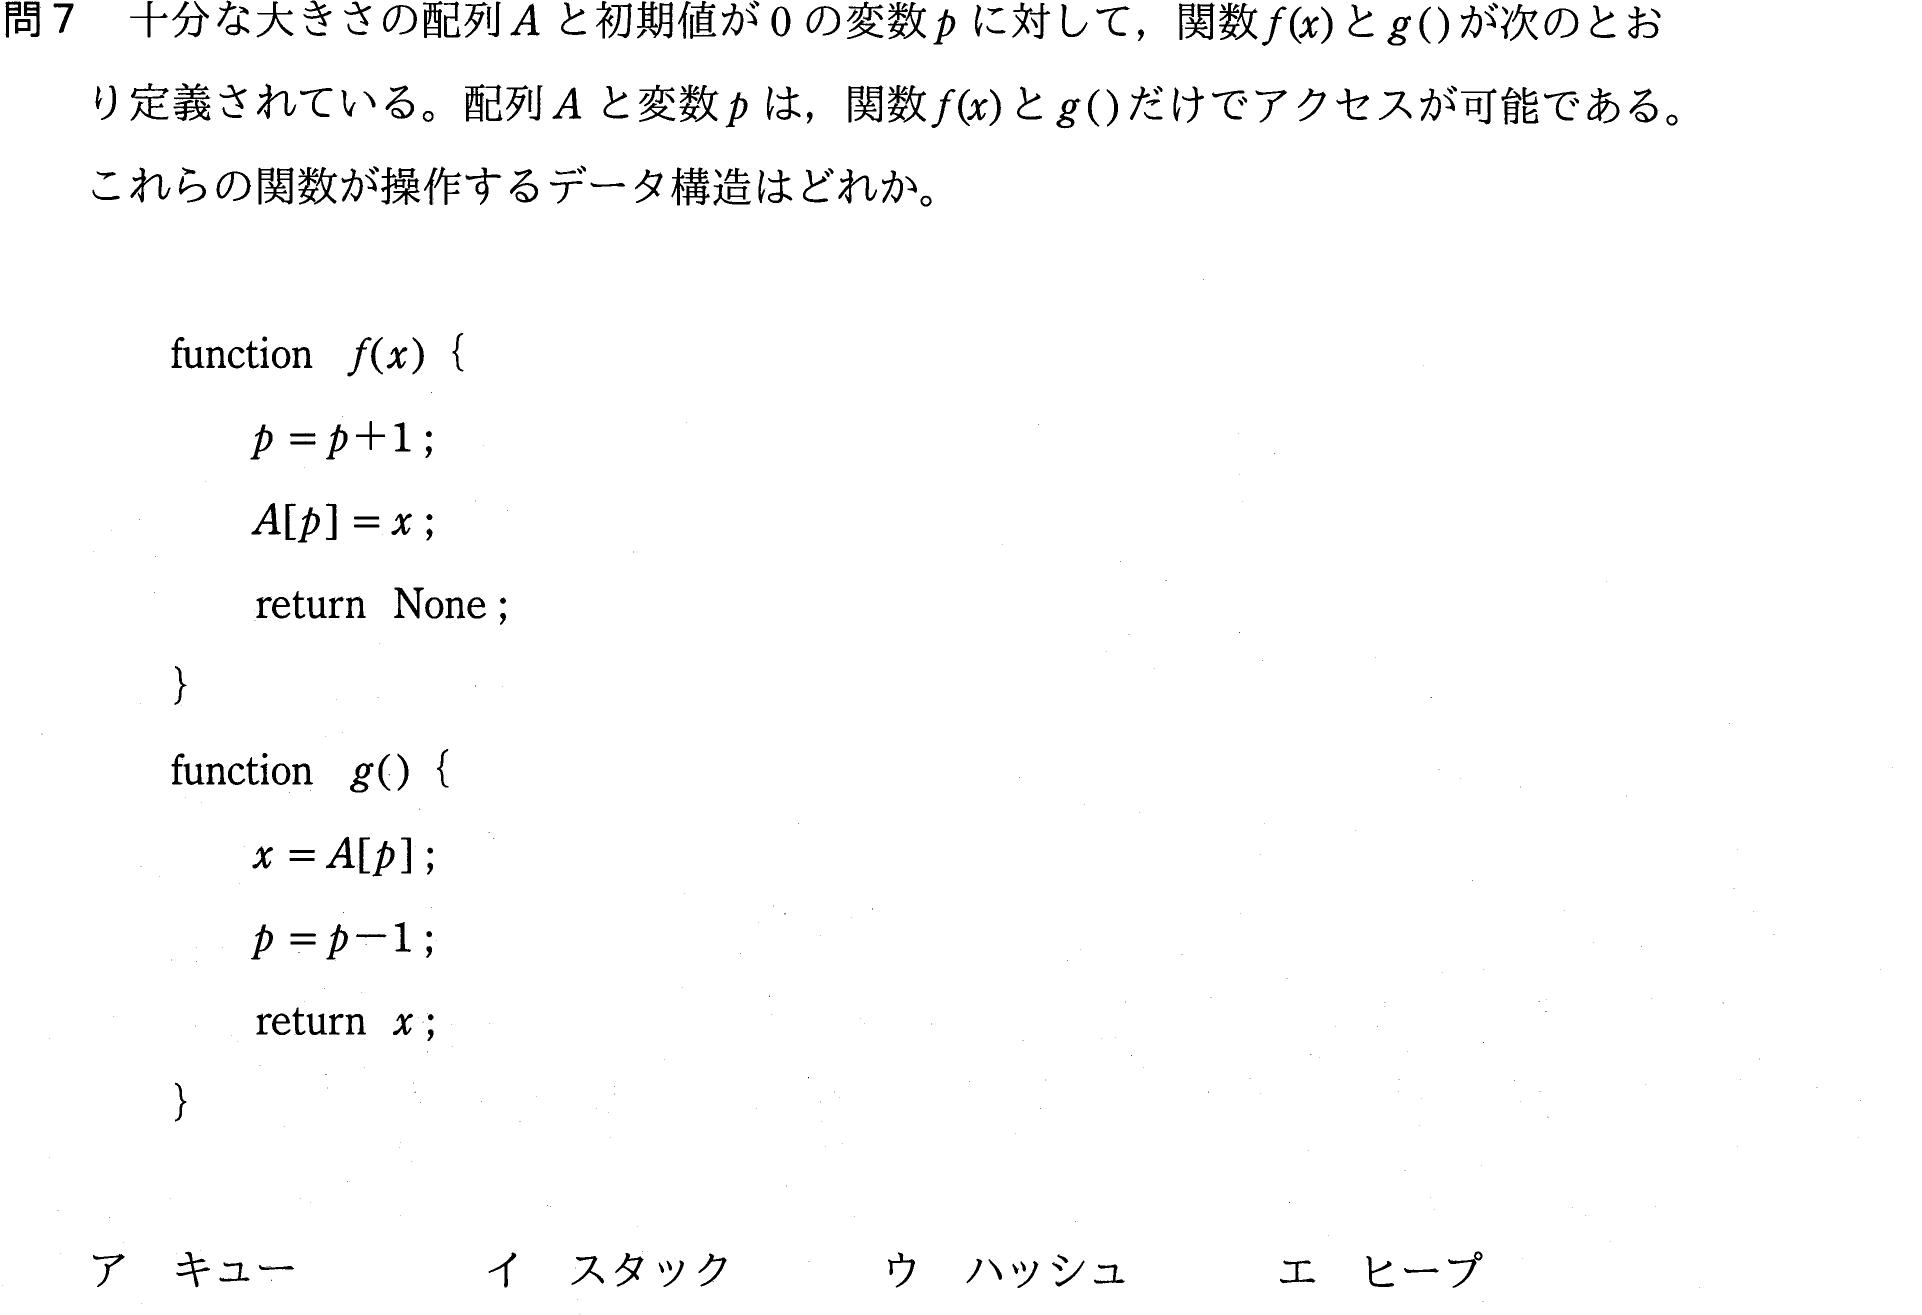 問7　十分な大きさの配列 A と初期値が 0 の変数 p に対して，関数 f(x) と g() が次のとお
り定義されている。配列 A と変数 p は，関数 f(x) と g() だけでアクセスが可能である。
これらの関数が操作するデータ構造はどれか。
function f(x) {
p = p+1 ;
A[p] = x ;
return None ;
}
function g() {
x = A[p] ;
p = p−1 ;
return x ;
}
ア　キュー　イ　スタック　ウ　ハッシュ　エ　ヒープ